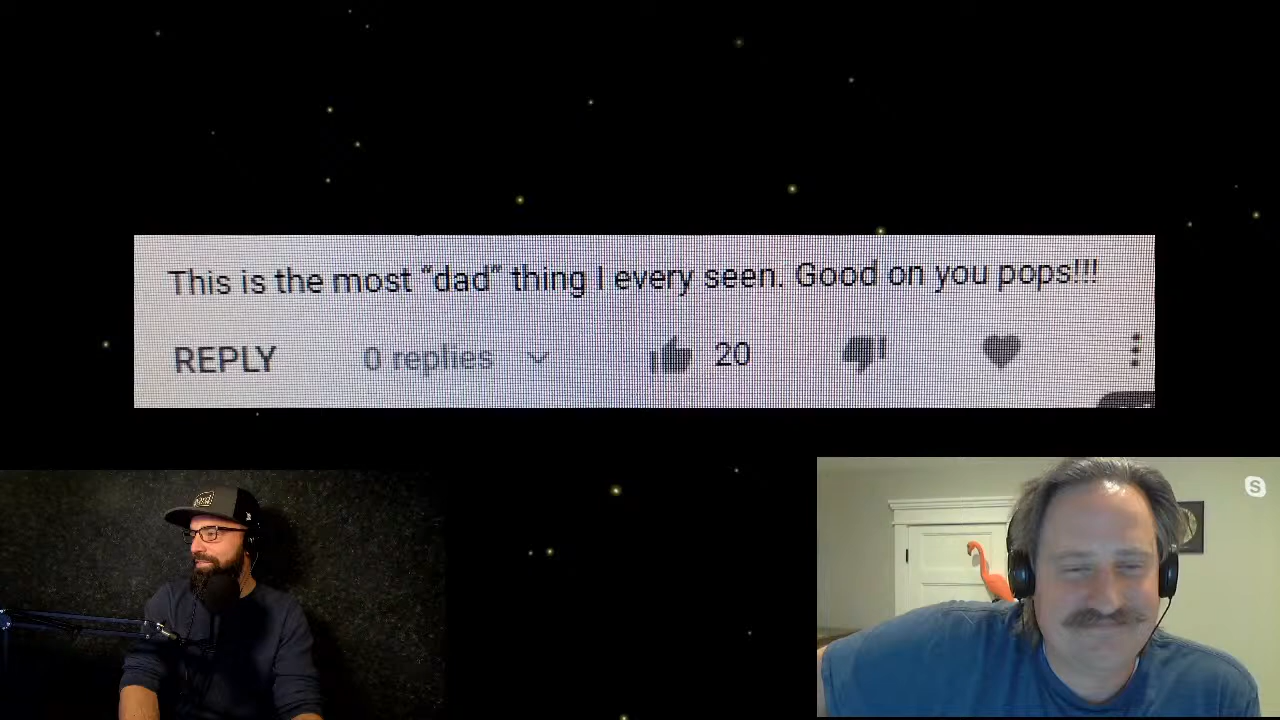 This is the most “dad” thing I every seen. Good on you pops!!!
REPLY 0 replies 20
S